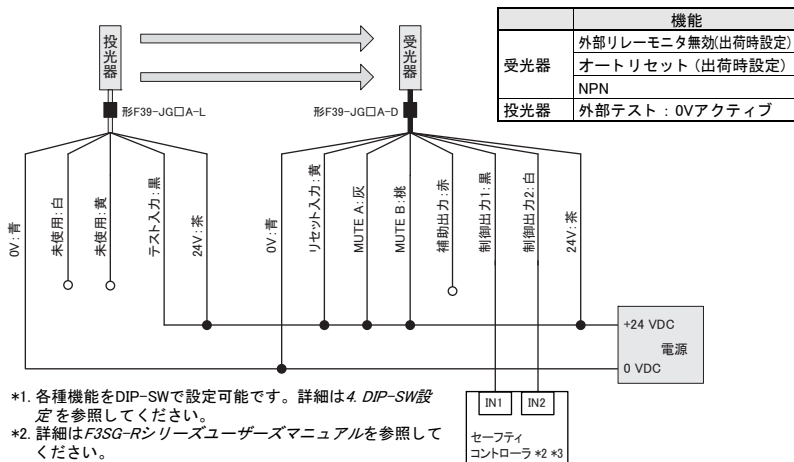 投光器
受光器
形F39-JG□A-L
形F39-JG□A-D
機能
受光器
外部リレーモニタ無効(出荷時設定)
オートリセット (出荷時設定)
NPN
投光器
外部テスト : 0Vアクティブ
0V: 青
未使用: 白
未使用: 黄
テスト入力: 黒
24V: 茶
0V: 青
リセット入力: 黄
MUTE A: 灰
MUTE B: 桃
補助出力: 赤
制御出力1: 黒
制御出力2: 白
24V: 茶
+24 VDC
電源
0 VDC
IN1
IN2
セーフティ
コントローラ *2 *3
*1. 各種機能をDIP-SWで設定可能です。詳細は4. DIP-SW設
定 を参照してください。
*2. 詳細はF3SG-Rシリーズユーザーズマニュアルを参照して
ください。